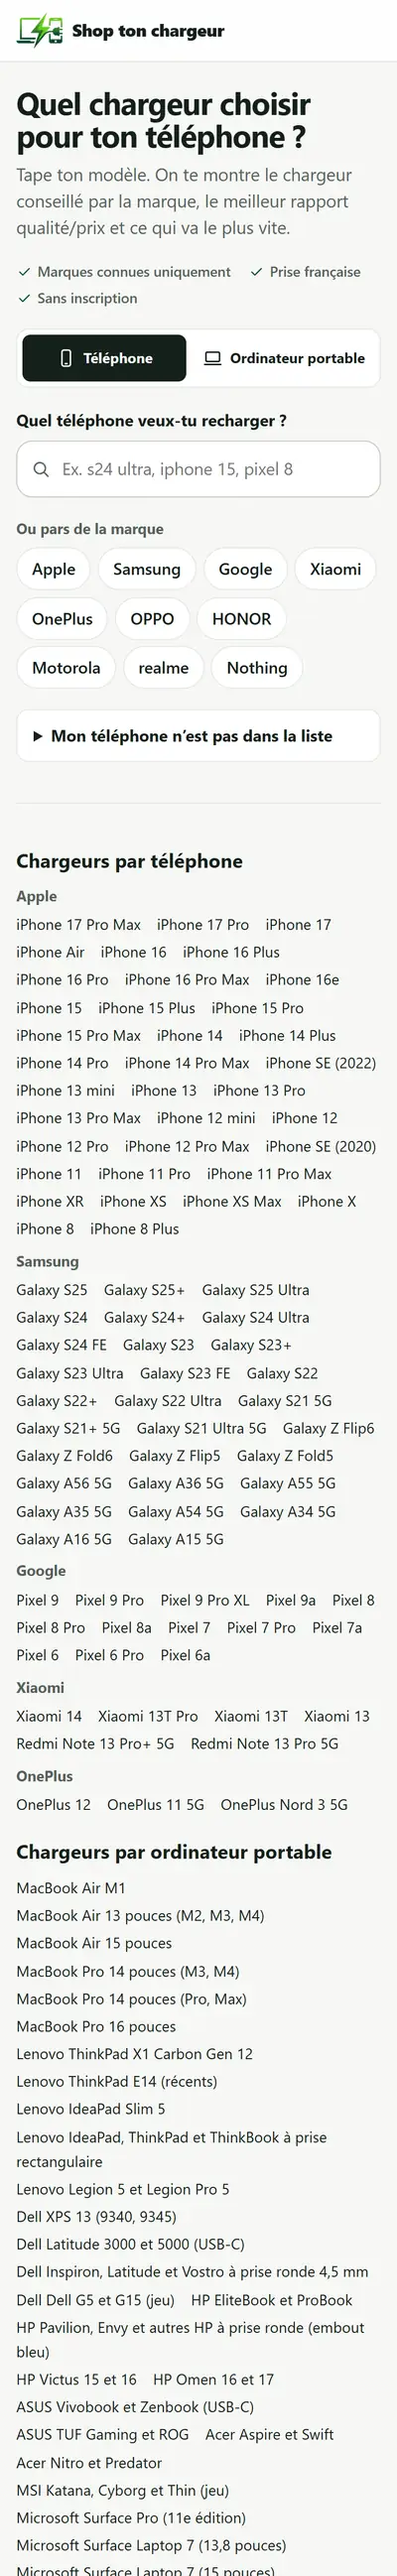 Shop ton chargeur
Quel chargeur choisir
pour ton téléphone ?
Tape ton modèle. On te montre le chargeur
conseillé par la marque, le meilleur rapport
qualité/prix et ce qui va le plus vite.
Marques connues uniquement Prise française
Sans inscription
Téléphone Ordinateur portable
Quel téléphone veux-tu recharger ?
Ex. s24 ultra, iphone 15, pixel 8
Ou pars de la marque
Apple Samsung Google Xiaomi
OnePlus OPPO HONOR
Motorola realme Nothing
Mon téléphone n’est pas dans la liste
Chargeurs par téléphone
Apple
iPhone 17 Pro Max iPhone 17 Pro iPhone 17
iPhone Air iPhone 16 iPhone 16 Plus
iPhone 16 Pro iPhone 16 Pro Max iPhone 16e
iPhone 15 iPhone 15 Plus iPhone 15 Pro
iPhone 15 Pro Max iPhone 14 iPhone 14 Plus
iPhone 14 Pro iPhone 14 Pro Max iPhone SE (2022)
iPhone 13 mini iPhone 13 iPhone 13 Pro
iPhone 13 Pro Max iPhone 12 mini iPhone 12
iPhone 12 Pro iPhone 12 Pro Max iPhone SE (2020)
iPhone 11 iPhone 11 Pro iPhone 11 Pro Max
iPhone XR iPhone XS iPhone XS Max iPhone X
iPhone 8 iPhone 8 Plus
Samsung
Galaxy S25 Galaxy S25+ Galaxy S25 Ultra
Galaxy S24 Galaxy S24+ Galaxy S24 Ultra
Galaxy S24 FE Galaxy S23 Galaxy S23+
Galaxy S23 Ultra Galaxy S23 FE Galaxy S22
Galaxy S22+ Galaxy S22 Ultra Galaxy S21 5G
Galaxy S21+ 5G Galaxy S21 Ultra 5G Galaxy Z Flip6
Galaxy Z Fold6 Galaxy Z Flip5 Galaxy Z Fold5
Galaxy A56 5G Galaxy A36 5G Galaxy A55 5G
Galaxy A35 5G Galaxy A54 5G Galaxy A34 5G
Galaxy A16 5G Galaxy A15 5G
Google
Pixel 9 Pixel 9 Pro Pixel 9 Pro XL Pixel 9a Pixel 8
Pixel 8 Pro Pixel 8a Pixel 7 Pixel 7 Pro Pixel 7a
Pixel 6 Pixel 6 Pro Pixel 6a
Xiaomi
Xiaomi 14 Xiaomi 13T Pro Xiaomi 13T Xiaomi 13
Redmi Note 13 Pro+ 5G Redmi Note 13 Pro 5G
OnePlus
OnePlus 12 OnePlus 11 5G OnePlus Nord 3 5G
Chargeurs par ordinateur portable
MacBook Air M1
MacBook Air 13 pouces (M2, M3, M4)
MacBook Air 15 pouces
MacBook Pro 14 pouces (M3, M4)
MacBook Pro 14 pouces (Pro, Max)
MacBook Pro 16 pouces
Lenovo ThinkPad X1 Carbon Gen 12
Lenovo ThinkPad E14 (récents)
Lenovo IdeaPad Slim 5
Lenovo IdeaPad, ThinkPad et ThinkBook à prise
rectangulaire
Lenovo Legion 5 et Legion Pro 5
Dell XPS 13 (9340, 9345)
Dell Latitude 3000 et 5000 (USB-C)
Dell Inspiron, Latitude et Vostro à prise ronde 4,5 mm
Dell Dell G5 et G15 (jeu) HP EliteBook et ProBook
HP Pavilion, Envy et autres HP à prise ronde (embout
bleu)
HP Victus 15 et 16 HP Omen 16 et 17
ASUS Vivobook et Zenbook (USB-C)
ASUS TUF Gaming et ROG Acer Aspire et Swift
Acer Nitro et Predator
MSI Katana, Cyborg et Thin (jeu)
Microsoft Surface Pro (11e édition)
Microsoft Surface Laptop 7 (13,8 pouces)
Microsoft Surface Laptop 7 (15 pouces)